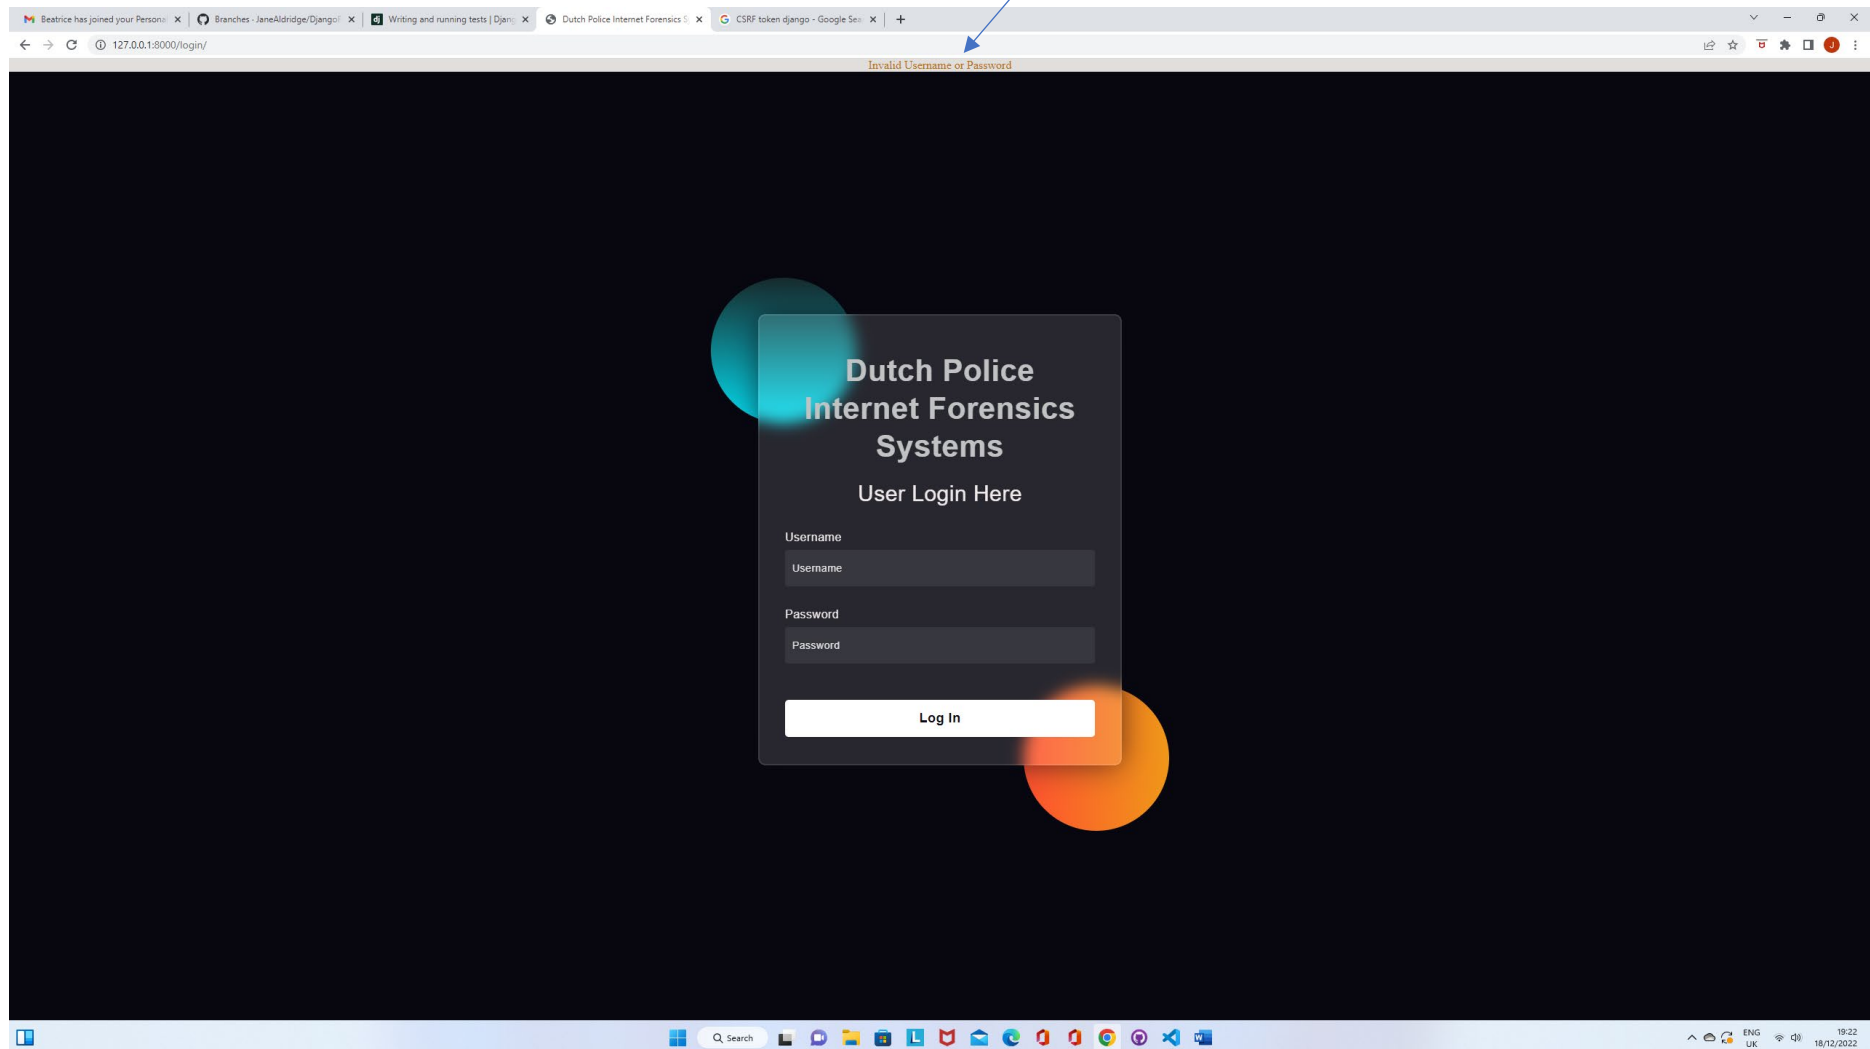 Beatrice has joined your Persona
Branches - JaneAldridge/Django
Writing and running tests | Djang
Dutch Police Internet Forensics S
CSRF token django - Google Sea
127.0.0.1:8000/login/
J
Invalid Username or Password
Dutch Police
Internet Forensics
Systems
User Login Here
Username
Username
Password
Password
Log In
Search
ENG
UK
19:22
18/12/2022